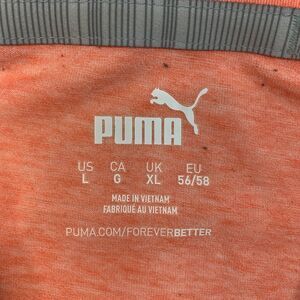 PUMA
US CA UK EU
L G XL 56/58
MADE IN VIETNAM
FABRIQUÉ AU VIETNAM
PUMA.COM/FOREVERBETTER